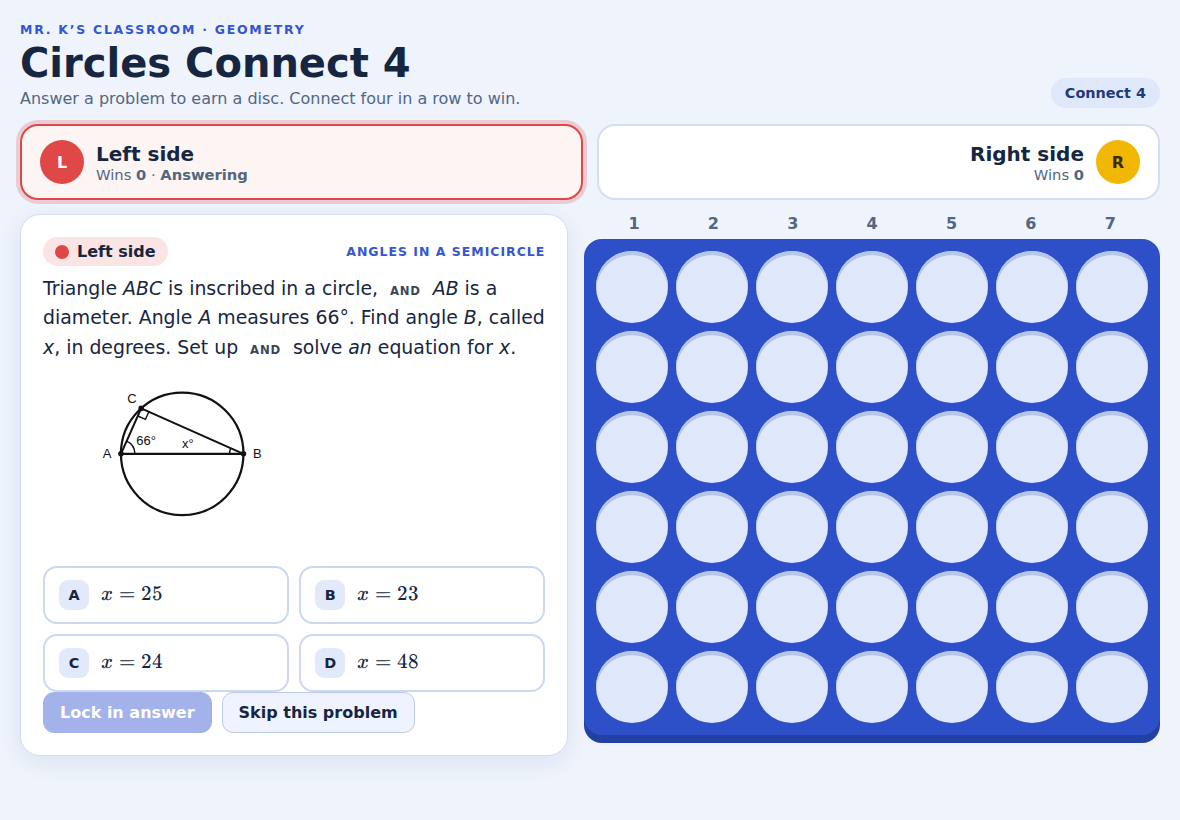 MR. K'S CLASSROOM · GEOMETRY
Circles Connect 4
Answer a problem to earn a disc. Connect four in a row to win.
Connect 4
L
Left side
Wins 0 · Answering
Right side
Wins 0
R
Left side
ANGLES IN A SEMICIRCLE
Triangle ABC is inscribed in a circle, AND AB is a
diameter. Angle A measures 66°. Find angle B, called
x, in degrees. Set up AND solve an equation for x.
C
66°
x°
A
B
A x = 25
B x = 23
C x = 24
D x = 48
Lock in answer
Skip this problem
1 2 3 4 5 6 7